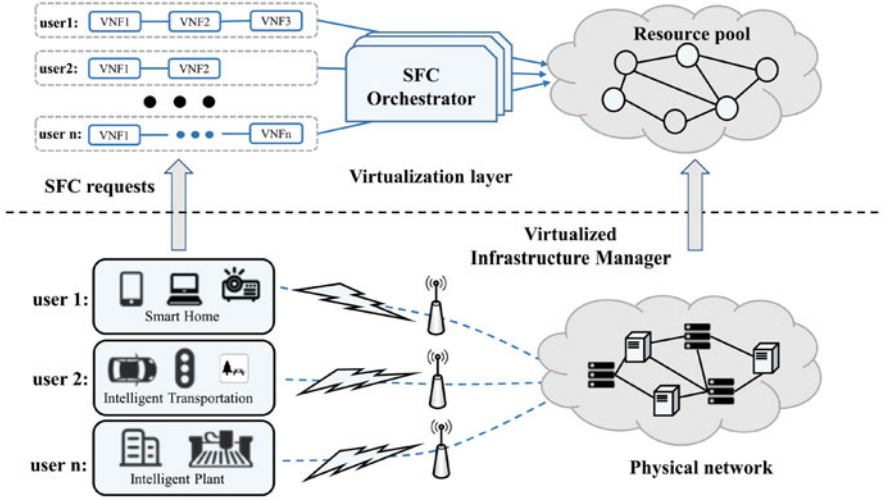 user1: VNF1 VNF2 VNF3
user2: VNF1 VNF2
user n: VNF1 VNFn
SFC
Orchestrator
Resource pool
SFC requests
Virtualization layer
Virtualized
Infrastructure Manager
user 1:
Smart Home
user 2:
Intelligent Transportation
user n:
Intelligent Plant
Physical network